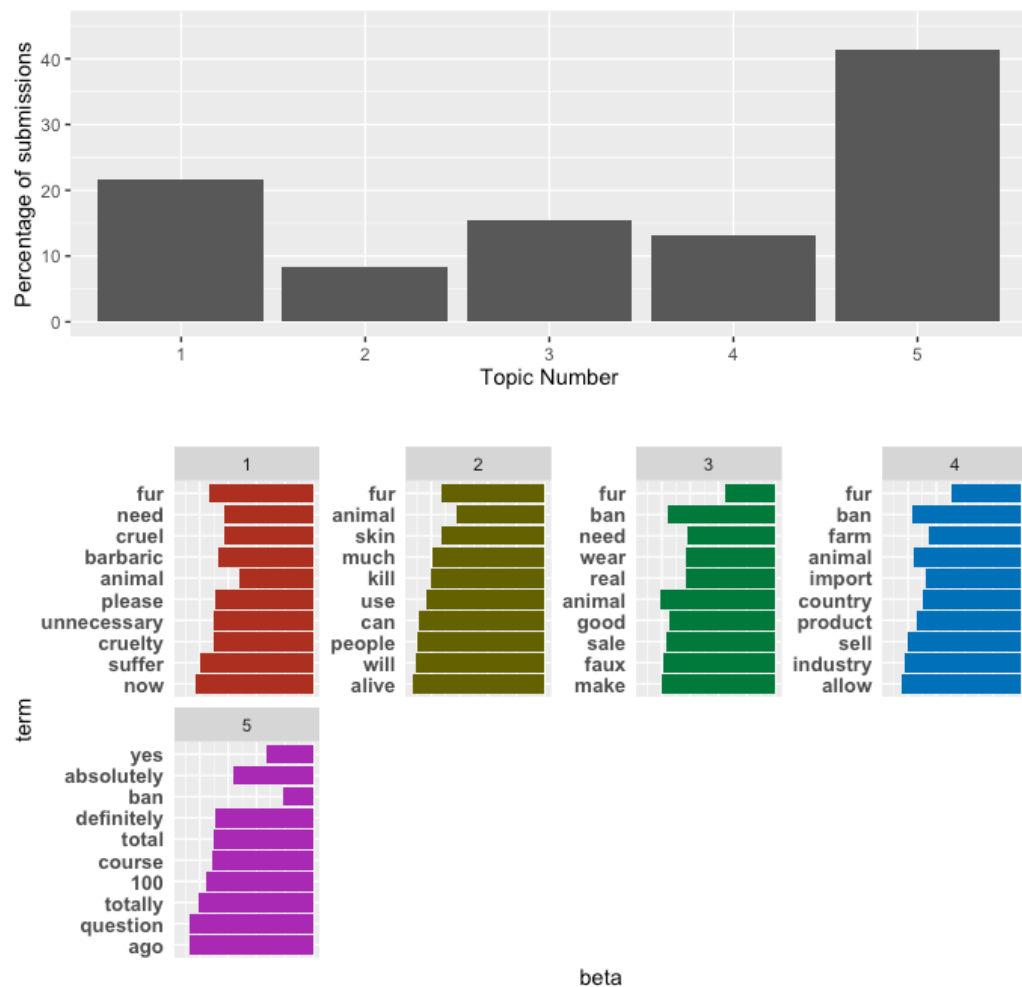 Percentage of submissions
40
30
20
10
0
1 2 3 4 5
Topic Number
term
1
fur
need
cruel
barbaric
animal
please
unnecessary
cruelty
suffer
now
2
fur
animal
skin
much
kill
use
can
people
will
alive
3
fur
ban
need
wear
real
animal
good
sale
faux
make
4
fur
ban
farm
animal
import
country
product
sell
industry
allow
5
yes
absolutely
ban
definitely
total
course
100
totally
question
ago
beta